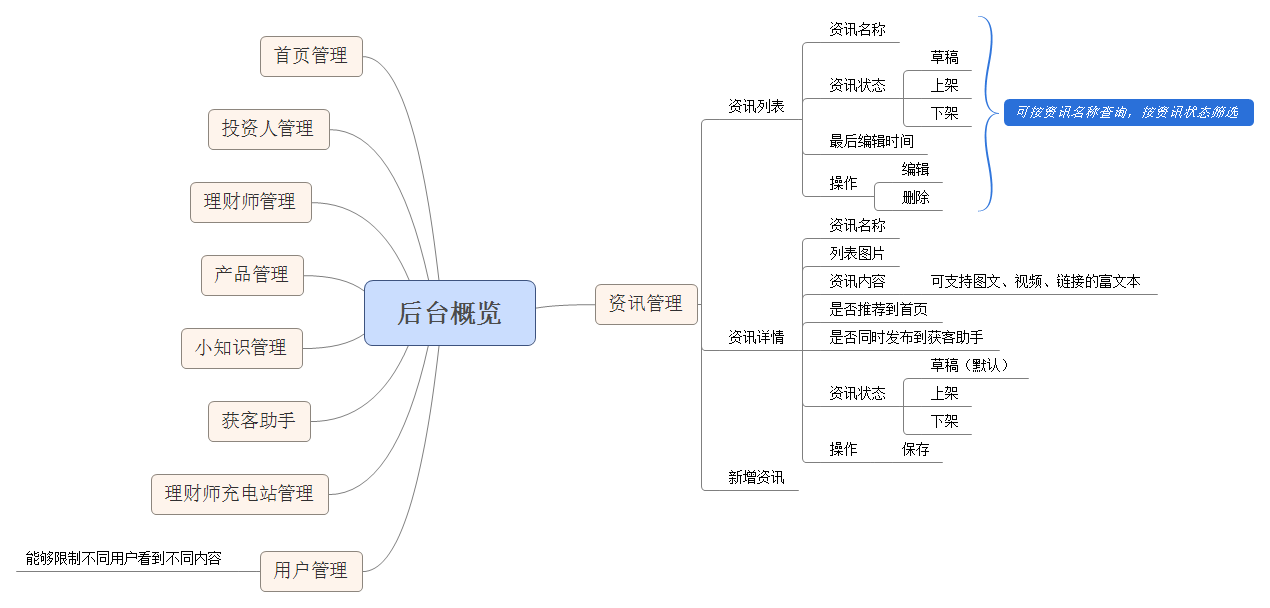 后台概览
首页管理
投资人管理
理财师管理
产品管理
小知识管理
获客助手
理财师充电站管理
用户管理
能够限制不同用户看到不同内容
资讯管理
资讯列表
资讯名称
资讯状态
草稿
上架
下架
最后编辑时间
操作
编辑
删除
可按资讯名称查询，按资讯状态筛选
资讯详情
资讯名称
列表图片
资讯内容
可支持图文、视频、链接的富文本
是否推荐到首页
是否同时发布到获客助手
资讯状态
草稿（默认）
上架
下架
操作
保存
新增资讯